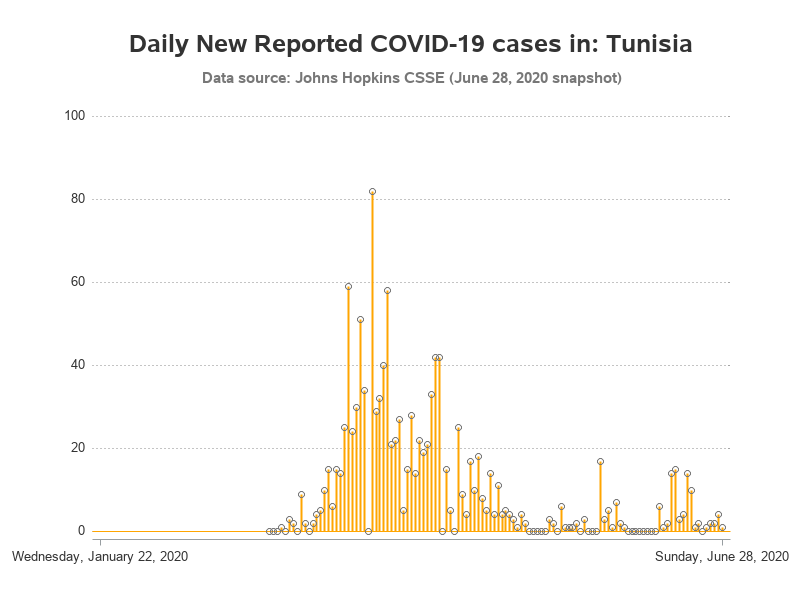 Daily New Reported COVID-19 cases in: Tunisia
Data source: Johns Hopkins CSSE (June 28, 2020 snapshot)
100
80
60
40
20
0
Wednesday, January 22, 2020
Sunday, June 28, 2020